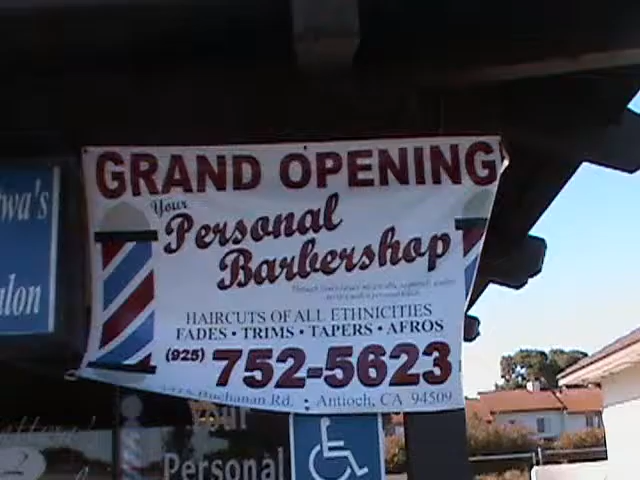 GRAND OPENING
Your
Personal
Barbershop
HAIRCUTS OF ALL ETHNICITIES
FADES • TRIMS • TAPERS • AFROS
(925) 752-5623
Buchanan Rd. • Antioch, CA 94509
wa's
alon
Your
Personal